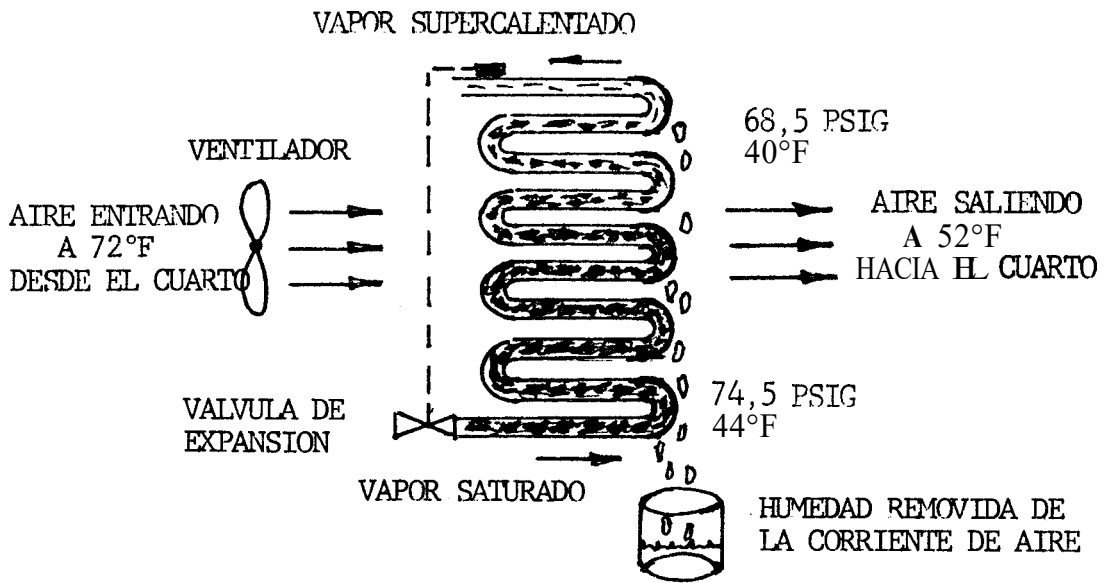 VAPOR SUPERCALENTADO
68,5 PSIG
40°F
VENTILADOR
AIRE ENTRANDO
A 72°F
DESDE EL CUARTO
AIRE SALIENDO
A 52°F
HACIA HL CUARTO
74,5 PSIG
44°F
VALVULA DE
EXPANSION
VAPOR SATURADO
HUMEDAD REMOVIDA DE
LA CORRIENTE DE AIRE